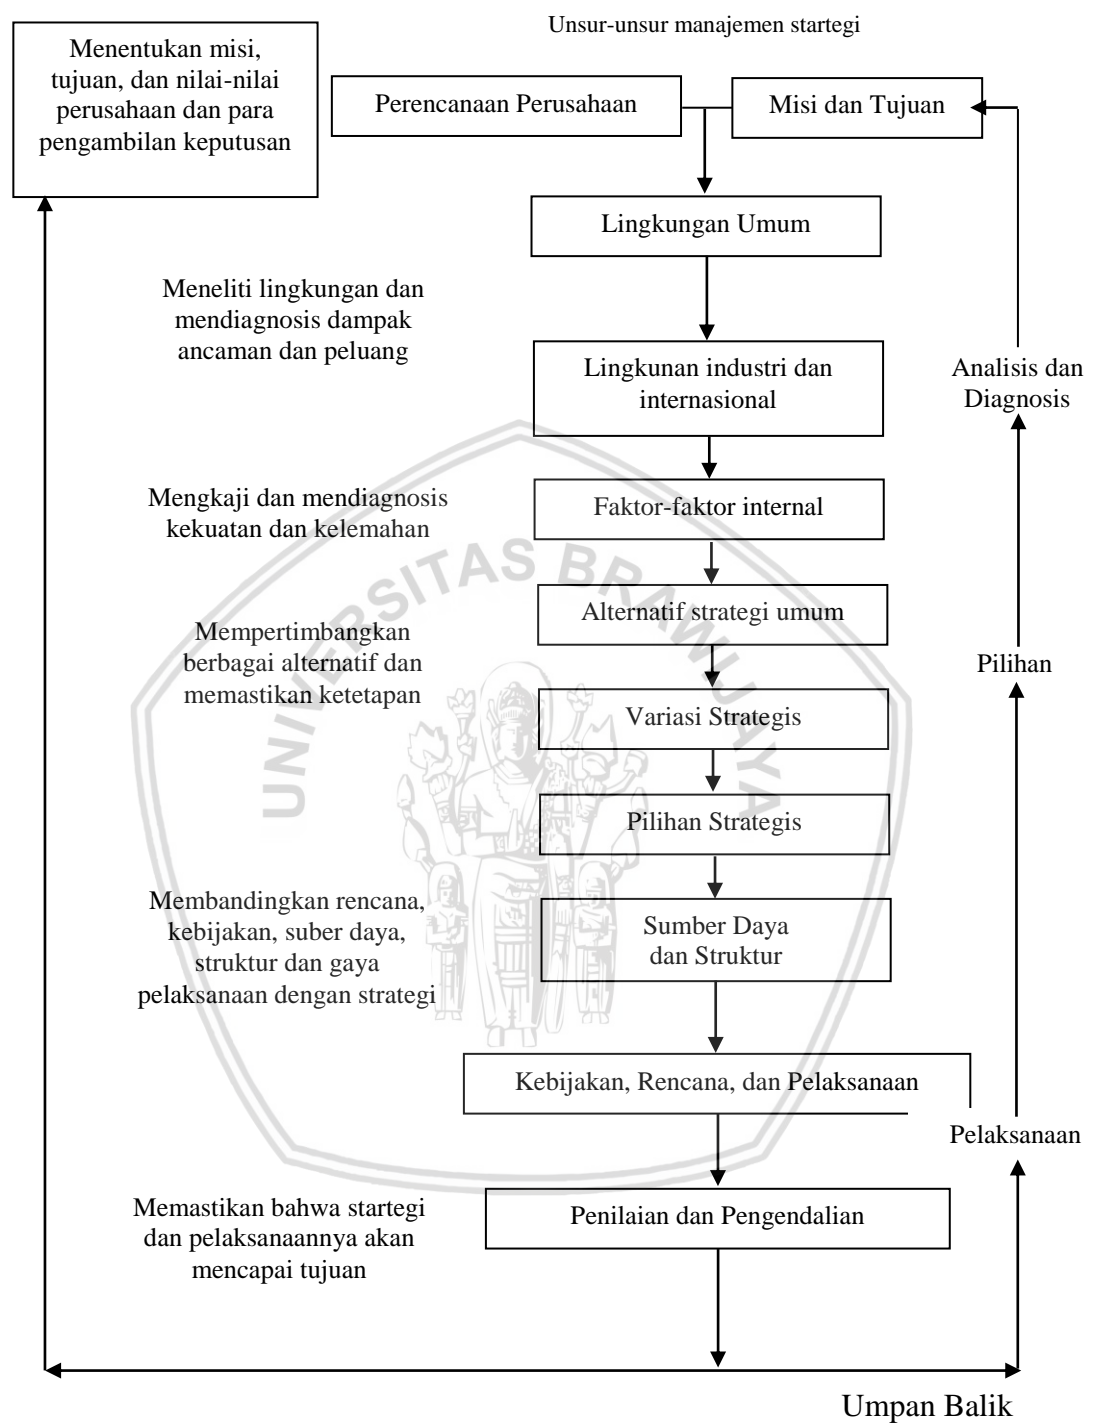 Unsur-unsur manajemen startegi
Menentukan misi,
tujuan, dan nilai-nilai
perusahaan dan para
pengambilan keputusan
Perencanaan Perusahaan
Misi dan Tujuan
Lingkungan Umum
Meneliti lingkungan dan
mendiagnosis dampak
ancaman dan peluang
Lingkunan industri dan
internasional
Analisis dan
Diagnosis
Mengkaji dan mendiagnosis
kekuatan dan kelemahan
Faktor-faktor internal
UNIVERSITAS BRAWIJAYA
Alternatif strategi umum
Mempertimbangkan
berbagai alternatif dan
memastikan ketetapan
Pilihan
Variasi Strategis
Pilihan Strategis
Membandingkan rencana,
kebijakan, suber daya,
struktur dan gaya
pelaksanaan dengan strategi
Sumber Daya
dan Struktur
Kebijakan, Rencana, dan Pelaksanaan
Pelaksanaan
Memastikan bahwa startegi
dan pelaksanaannya akan
mencapai tujuan
Penilaian dan Pengendalian
Umpan Balik